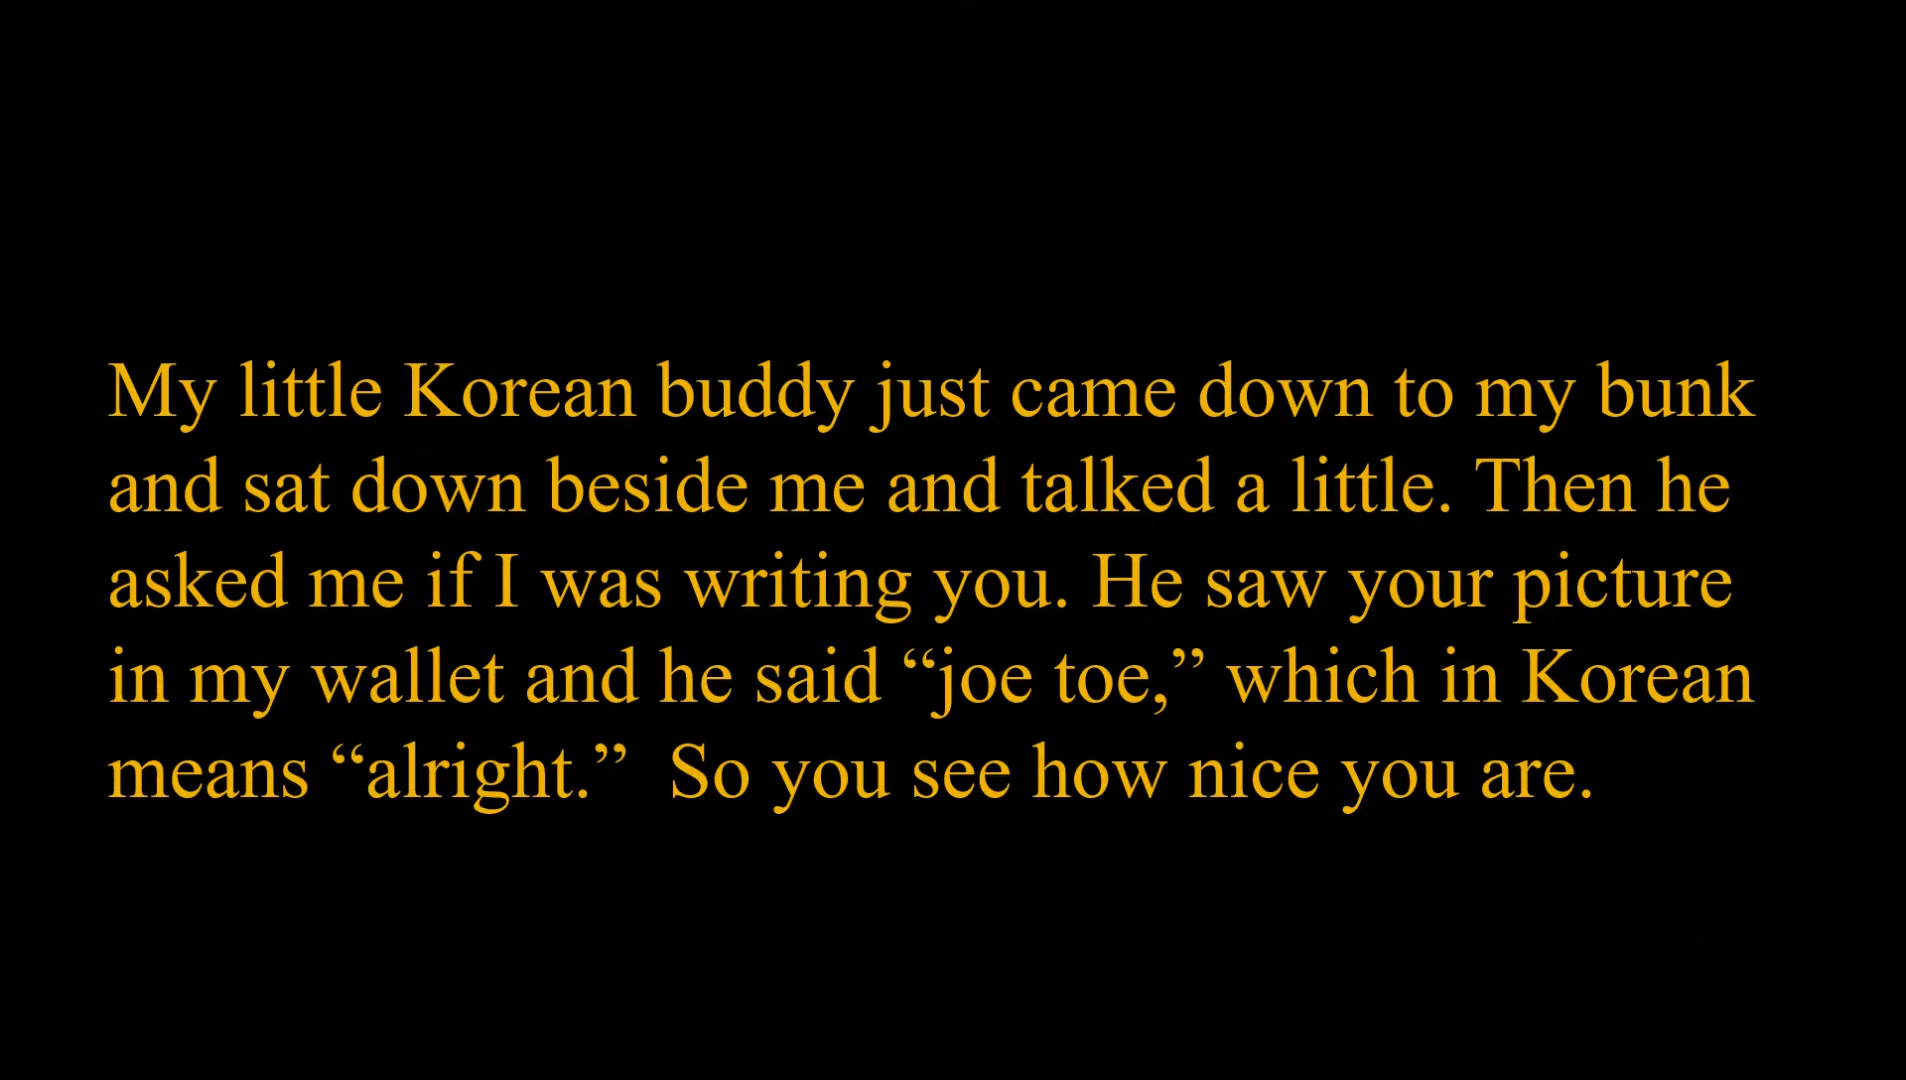 My little Korean buddy just came down to my bunk
and sat down beside me and talked a little. Then he
asked me if I was writing you. He saw your picture
in my wallet and he said “joe toe,” which in Korean
means “alright.”  So you see how nice you are.